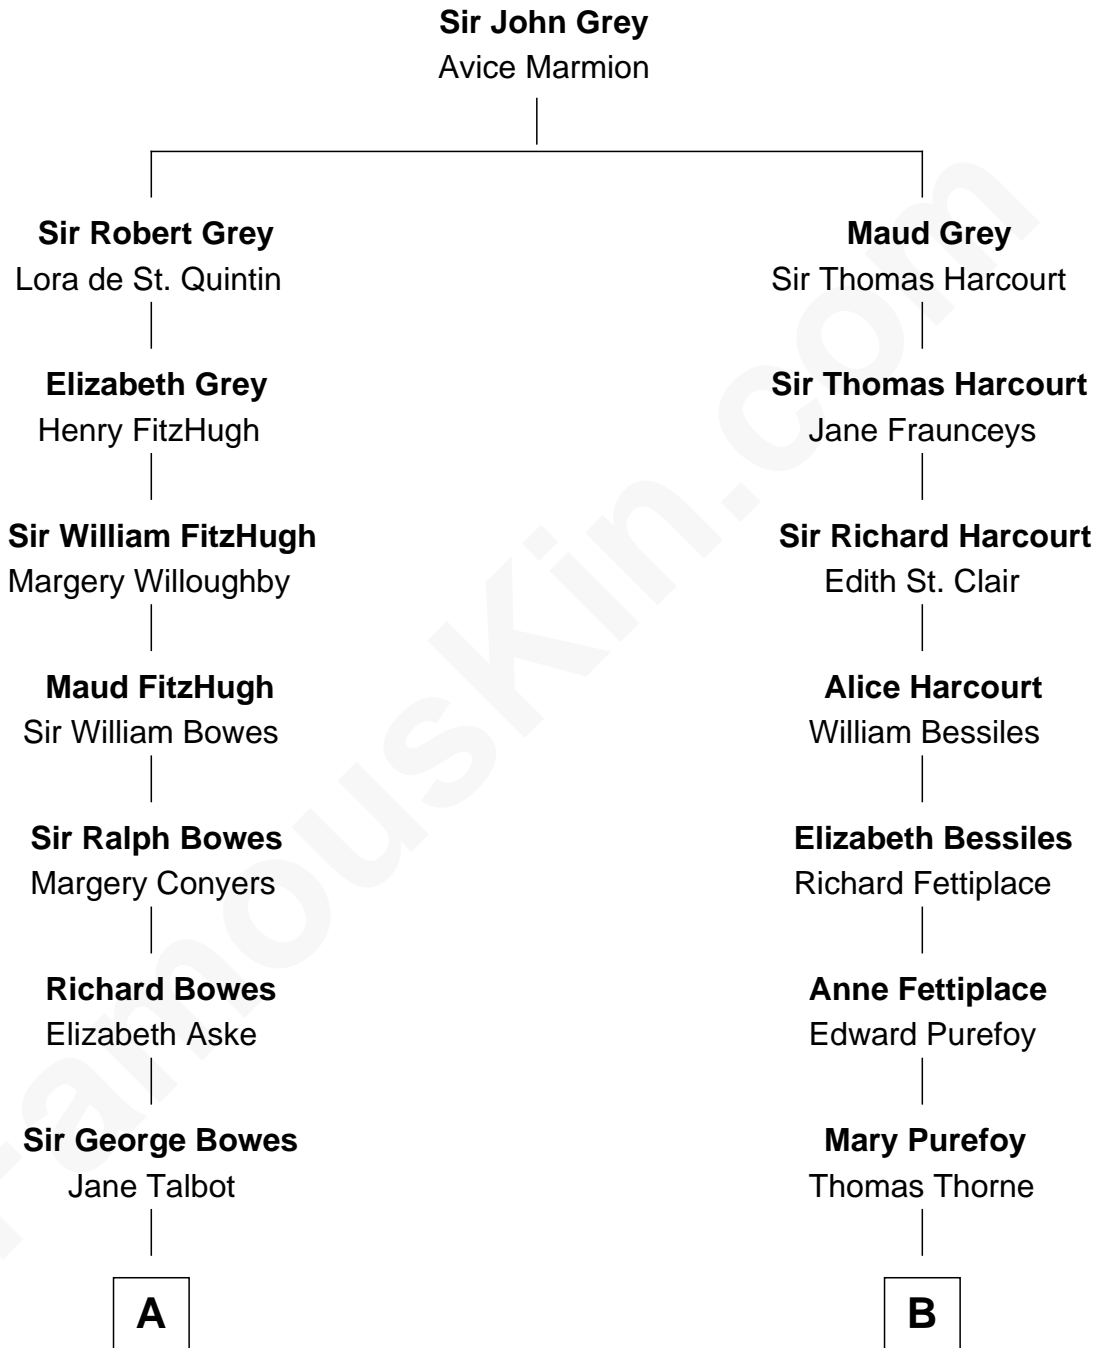 Sir John Grey
Avice Marmion
Sir Robert Grey
Lora de St. Quintin
Maud Grey
Sir Thomas Harcourt
Elizabeth Grey
Henry FitzHugh
Sir Thomas Harcourt
Jane Fraunceys
Sir William FitzHugh
Margery Willoughby
Sir Richard Harcourt
Edith St. Clair
Maud FitzHugh
Sir William Bowes
Alice Harcourt
William Bessiles
Sir Ralph Bowes
Margery Conyers
Elizabeth Bessiles
Richard Fettiplace
Richard Bowes
Elizabeth Aske
Anne Fettiplace
Edward Purefoy
Sir George Bowes
Jane Talbot
Mary Purefoy
Thomas Thorne
A
B
FamousKin.com